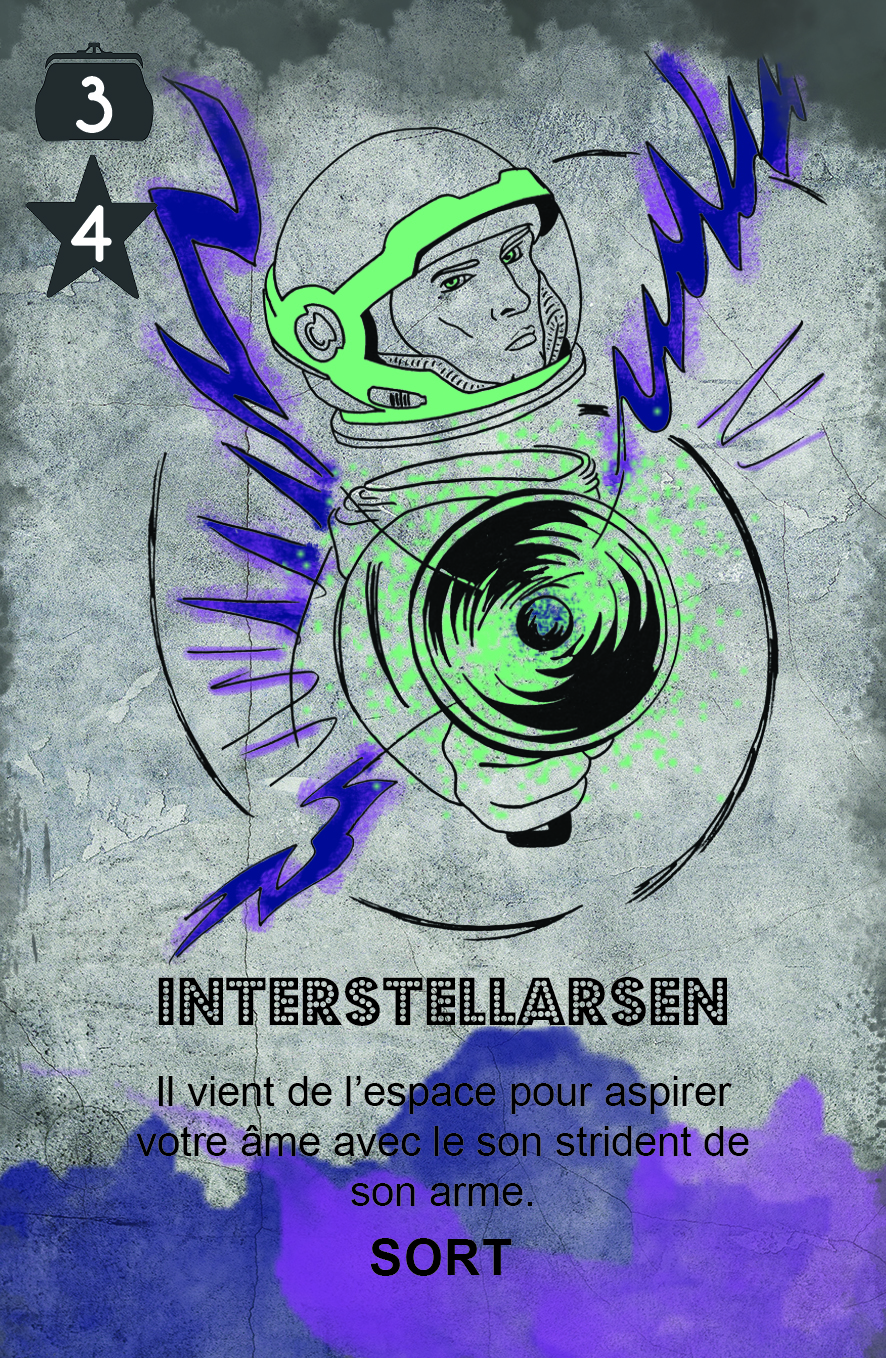 3
4
INTERSTELLARSEN
Il vient de l’espace pour aspirer
votre âme avec le son strident de
son arme.
SORT